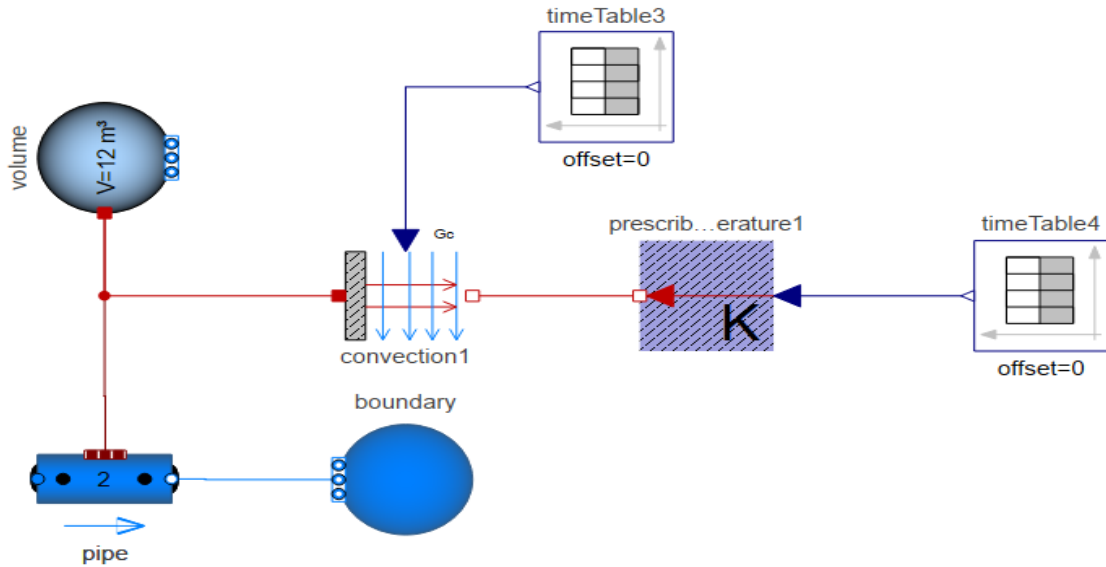 timeTable3
offset=0
volume
V=12 m³
Gc
prescrib...erature1
K
timeTable4
offset=0
convection1
boundary
2
pipe